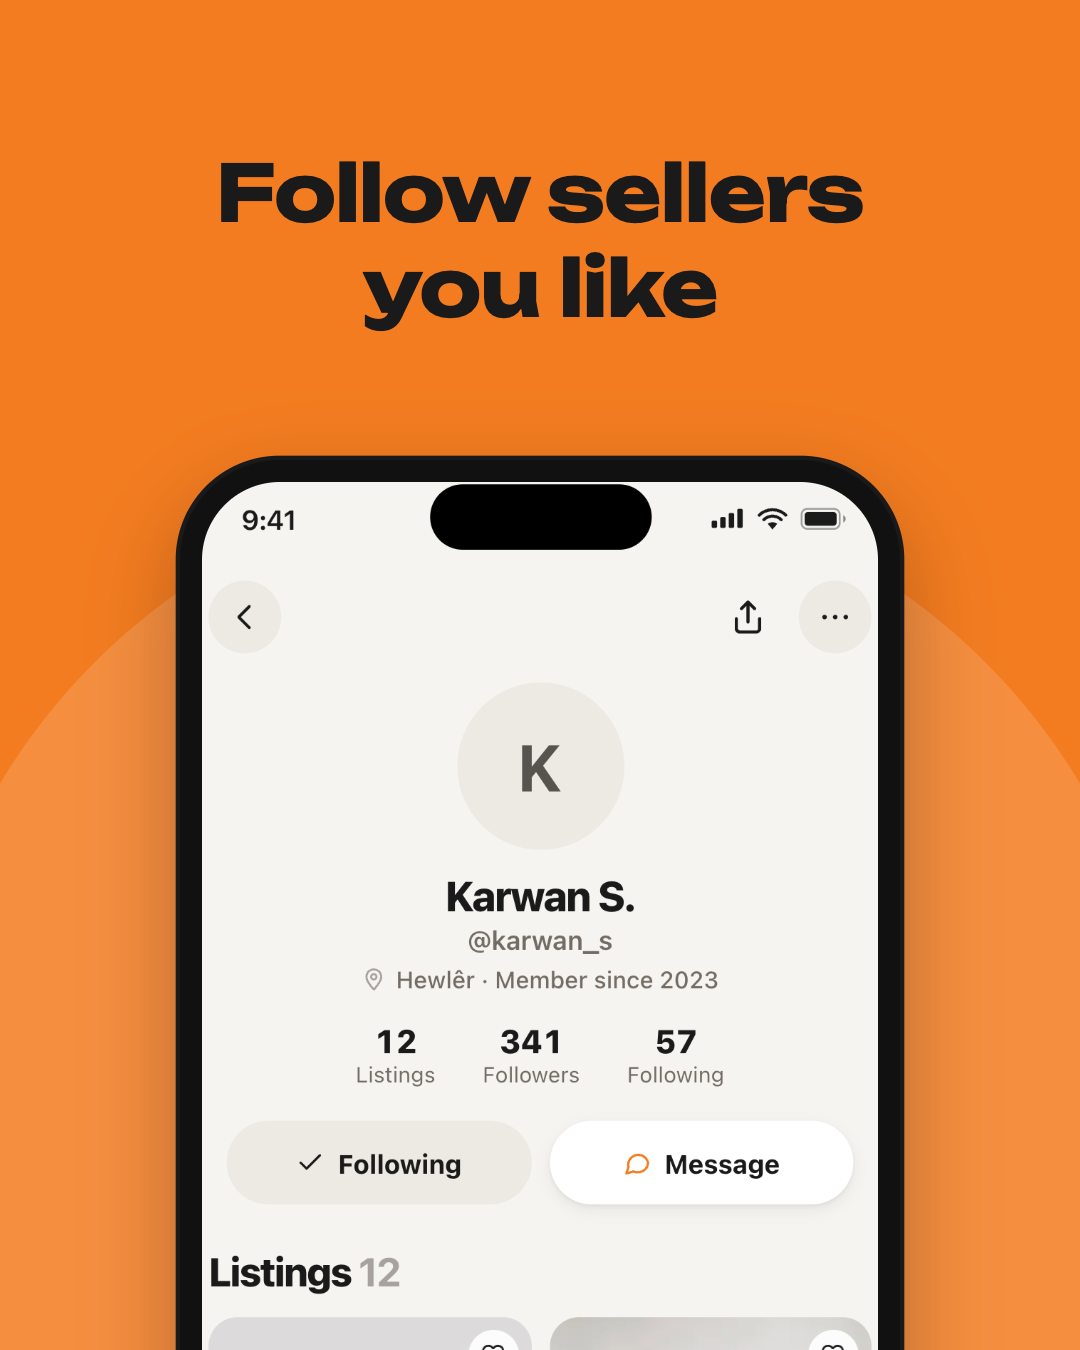 Follow sellers
you like
9:41
K
Karwan S.
@karwan_s
Hewlêr · Member since 2023
12 341 57
Listings Followers Following
Following Message
Listings 12